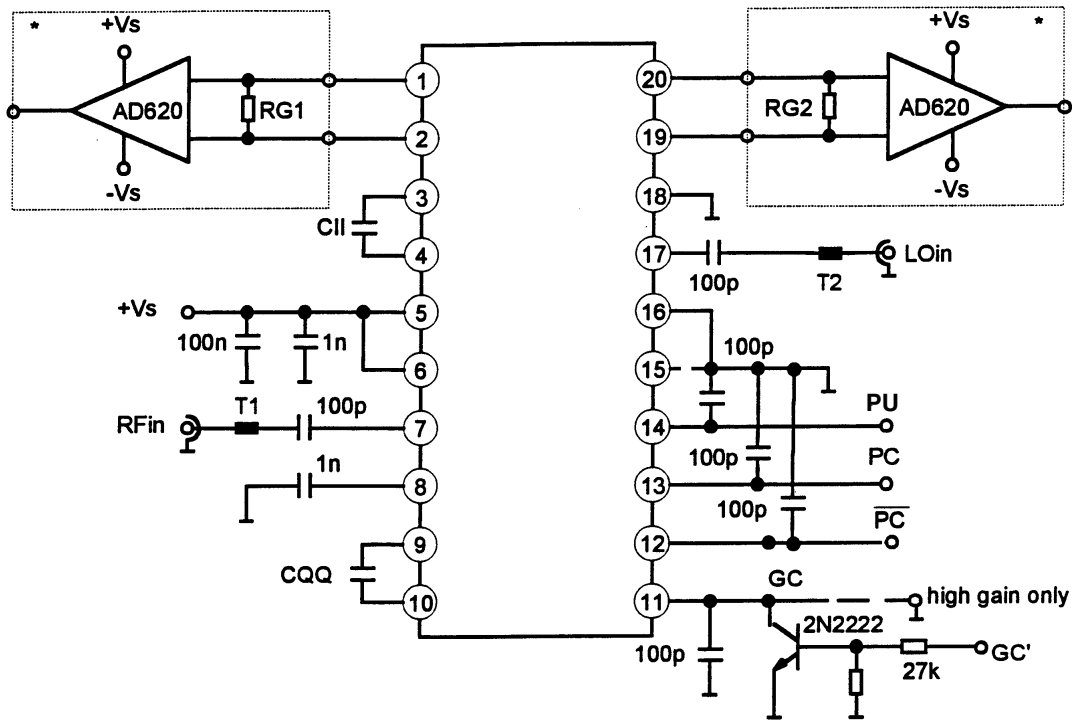 *
+Vs
AD620
RG1
-Vs
+Vs
*
RG2
AD620
-Vs
1
2
3
4
5
6
7
8
9
10
20
19
18
17
16
15
14
13
12
11
CII
+Vs
100n
1n
RFin
T1
100p
1n
CQQ
100p
T2
LOin
100p
PU
100p
PC
100p
P̅C̅
GC
high gain only
2N2222
100p
27k
GC'